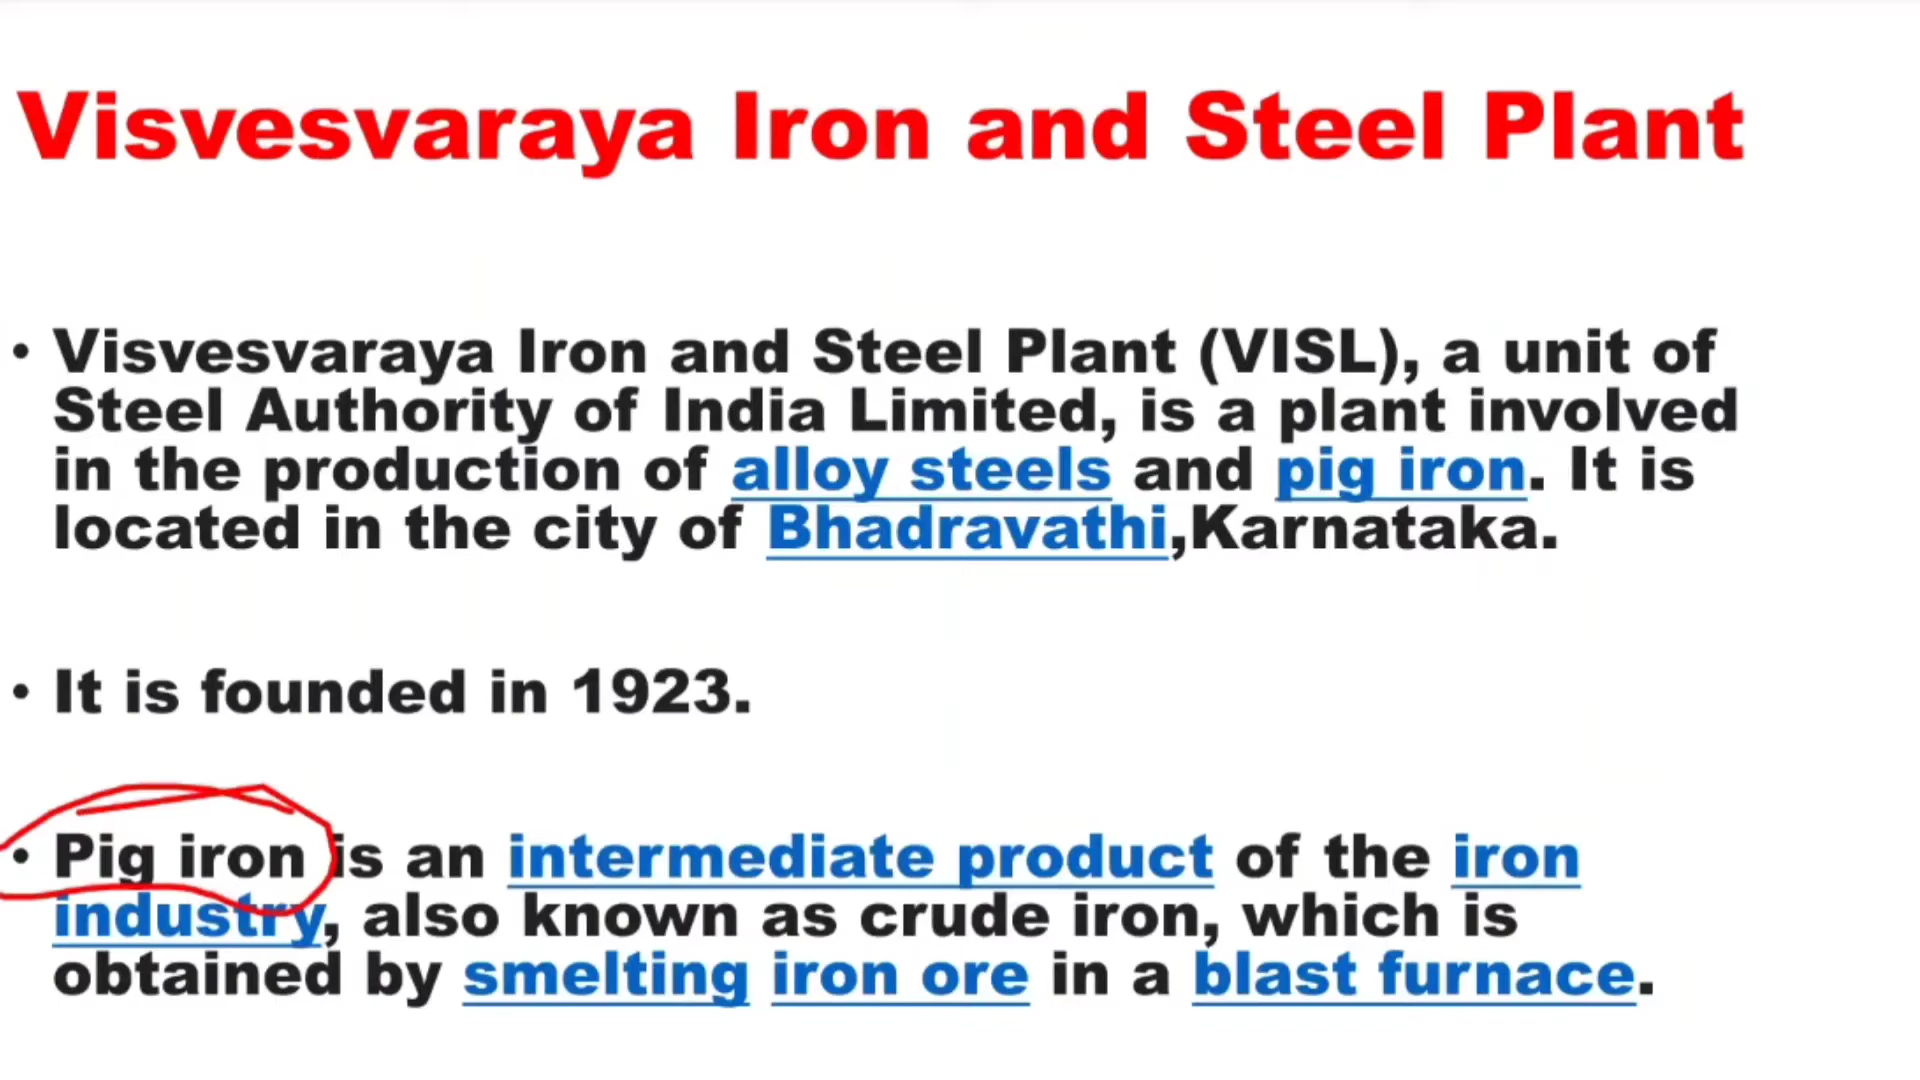 Visvesvaraya Iron and Steel Plant
• Visvesvaraya Iron and Steel Plant (VISL), a unit of
Steel Authority of India Limited, is a plant involved
in the production of alloy steels and pig iron. It is
located in the city of Bhadravathi,Karnataka.
• It is founded in 1923.
• Pig iron is an intermediate product of the iron
industry, also known as crude iron, which is
obtained by smelting iron ore in a blast furnace.